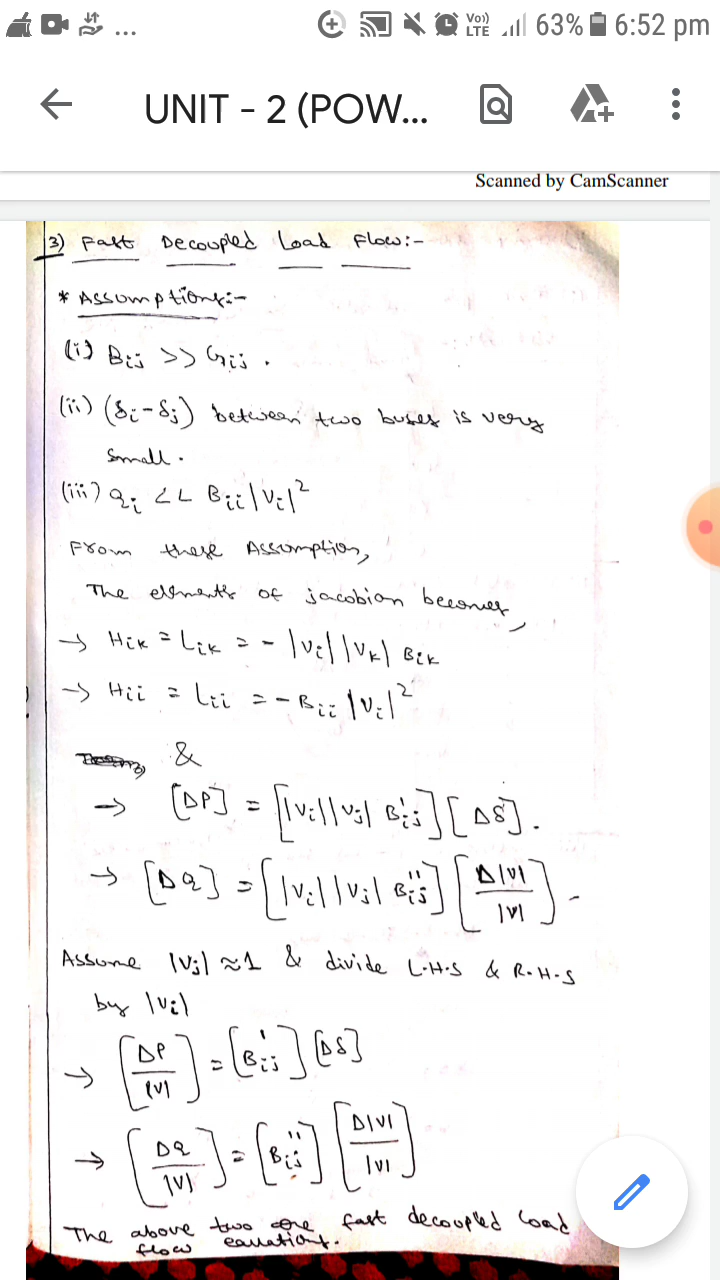 ... Vo)) LTE 63% 6:52 pm
UNIT - 2 (POW...
Scanned by CamScanner
3) Fast Decoupled Load Flow:-
* Assumptions:-
(i) Bij >> Gij .
(ii) (δi-δj) between two buses is very
small.
(iii) Qi << Bii|Vi|²
From these Assumption,
The elements of jacobian becomes,
→ Hik = Lik = - |Vi| |Vk| Bik
→ Hii = Lii = - Bii |Vi|²
&
→ [ΔP] = [|Vi||Vj| B'ij] [Δδ].
→ [ΔQ] = [|Vi||Vj| B''ij] [Δ|V|/|V|] -
Assume |Vj| ≈ 1 & divide L.H.S & R.H.S
by |Vi|
→ [ΔP/|V|] = [B'ij] [Δδ]
→ [ΔQ/|V|] = [B''ij] [Δ|V|/|V|]
The above two are fast decoupled load
flow equations.